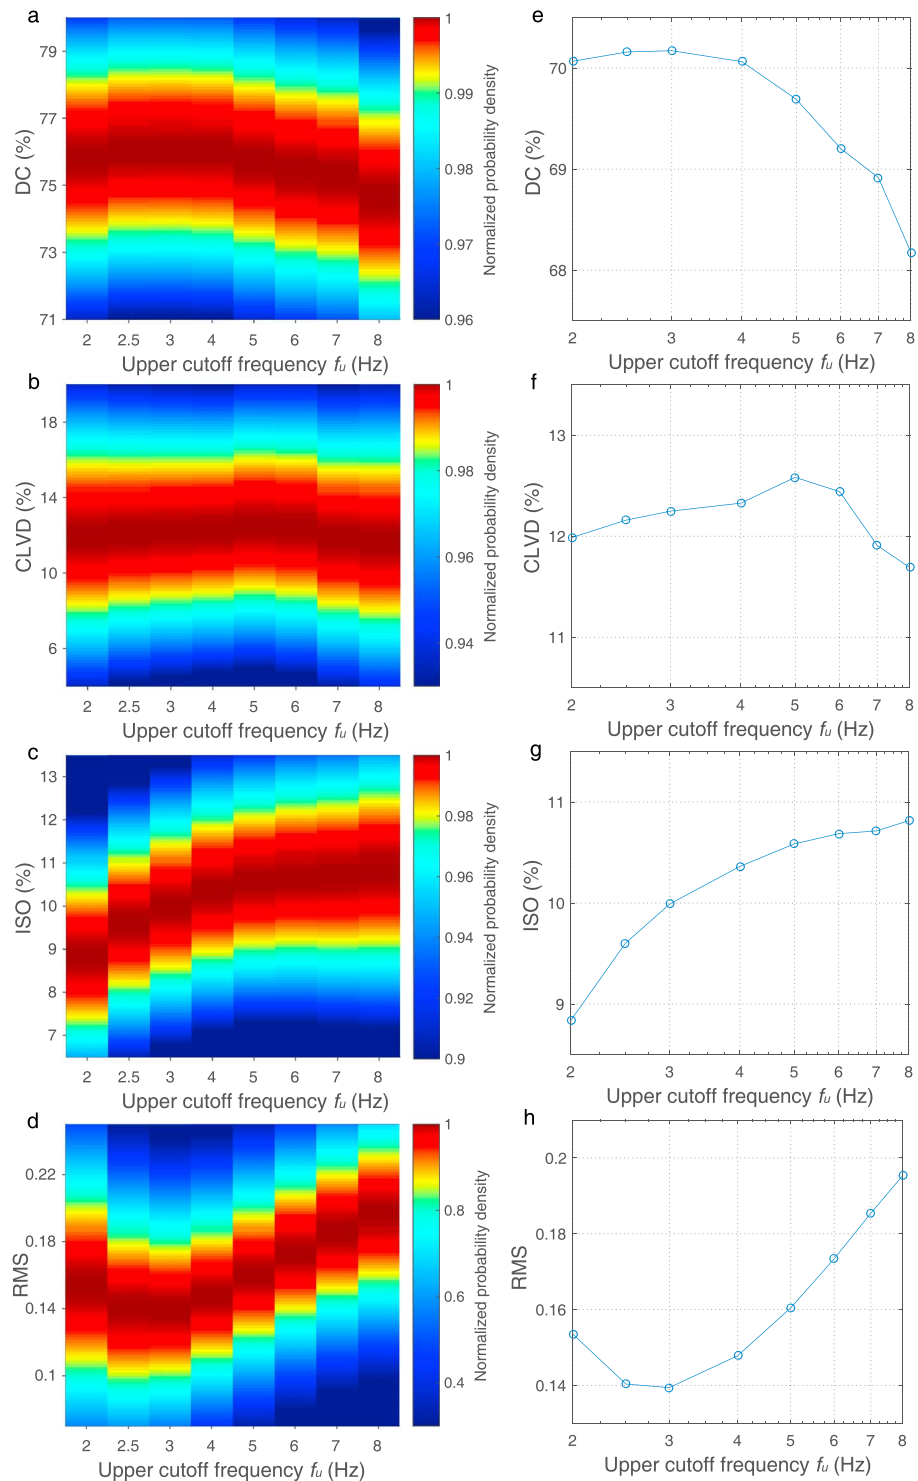 a
79
77
75
73
71
DC (%)
2 2.5 3 4 5 6 7 8
Upper cutoff frequency fu (Hz)
1
0.99
0.98
0.97
0.96
Normalized probability density
e
70
69
68
DC (%)
2 3 4 5 6 7 8
Upper cutoff frequency fu (Hz)
b
18
14
10
6
CLVD (%)
2 2.5 3 4 5 6 7 8
Upper cutoff frequency fu (Hz)
1
0.98
0.96
0.94
Normalized probability density
f
13
12
11
CLVD (%)
2 3 4 5 6 7 8
Upper cutoff frequency fu (Hz)
c
13
12
11
10
9
8
7
ISO (%)
2 2.5 3 4 5 6 7 8
Upper cutoff frequency fu (Hz)
1
0.98
0.96
0.94
0.92
0.9
Normalized probability density
g
11
10
9
ISO (%)
2 3 4 5 6 7 8
Upper cutoff frequency fu (Hz)
d
0.22
0.18
0.14
0.1
RMS
2 2.5 3 4 5 6 7 8
Upper cutoff frequency fu (Hz)
1
0.8
0.6
0.4
Normalized probability density
h
0.2
0.18
0.16
0.14
RMS
2 3 4 5 6 7 8
Upper cutoff frequency fu (Hz)